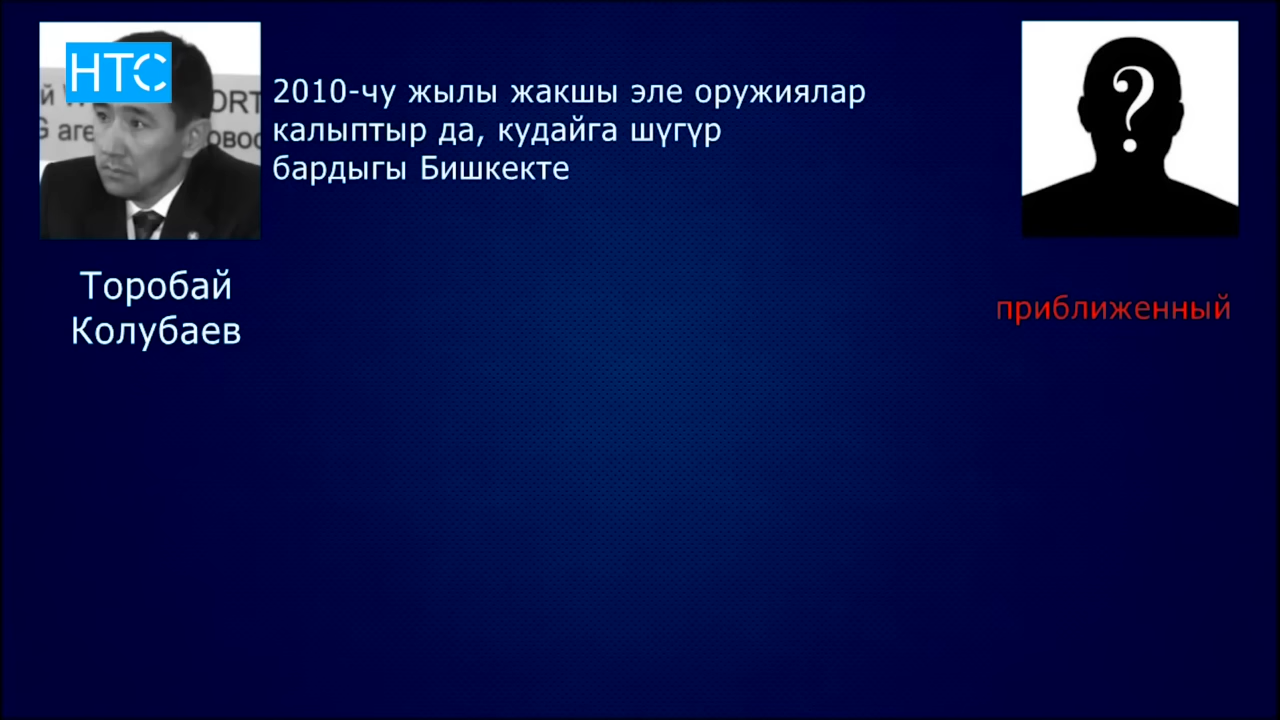 НТС
2010-чу жылы жакшы эле оружиялар
калыптыр да, кудайга шүгүр
бардыгы Бишкекте
?
Торобай
Колубаев
приближенный